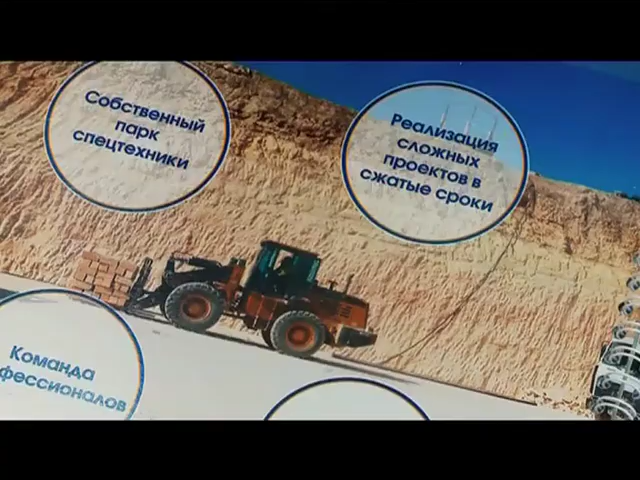 Собственный
парк
спецтехники
Реализация
сложных
проектов в
сжатые сроки
Команда
фессионалов